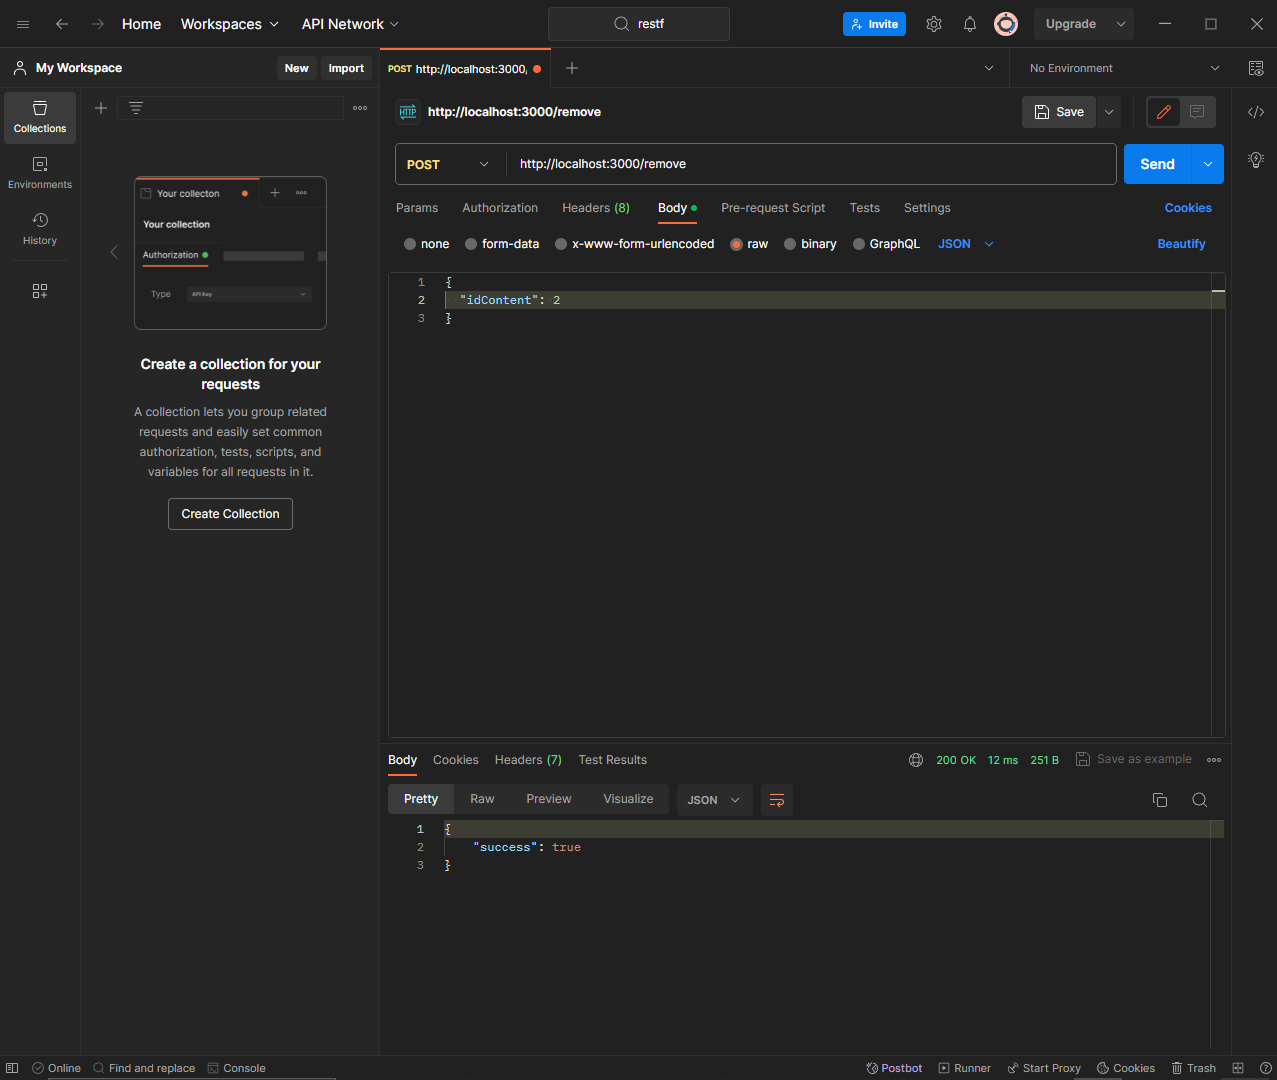 Home Workspaces API Network restf Invite Upgrade
My Workspace New Import POST http://localhost:3000/ No Environment
Collections
Environments
History
Your collecton
Your collection
Authorization
Type API Key
Create a collection for your
requests
A collection lets you group related
requests and easily set common
authorization, tests, scripts, and
variables for all requests in it.
Create Collection
HTTP http://localhost:3000/remove Save
POST http://localhost:3000/remove Send
Params Authorization Headers (8) Body Pre-request Script Tests Settings Cookies
none form-data x-www-form-urlencoded raw binary GraphQL JSON Beautify
1 {
2 "idContent": 2
3 }
Body Cookies Headers (7) Test Results 200 OK 12 ms 251 B Save as example
Pretty Raw Preview Visualize JSON
1 {
2 "success": true
3 }
Online Find and replace Console Postbot Runner Start Proxy Cookies Trash